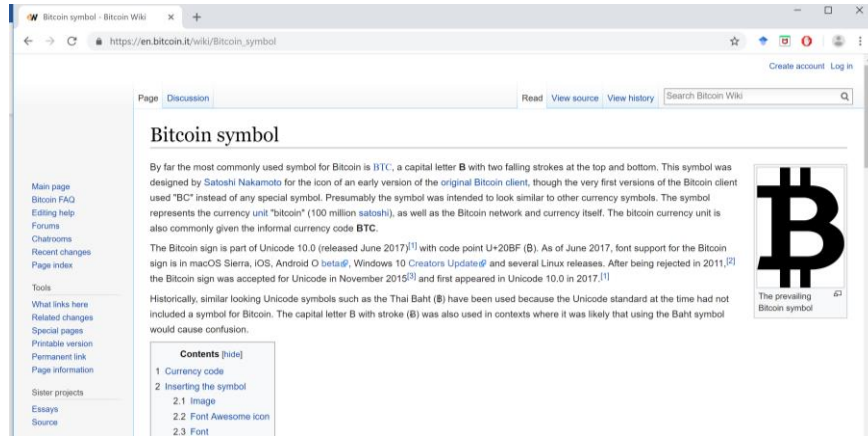 Bitcoin symbol - Bitcoin Wiki
https://en.bitcoin.it/wiki/Bitcoin_symbol
Create account Log in
Page Discussion Read View source View history Search Bitcoin Wiki
Bitcoin symbol
By far the most commonly used symbol for Bitcoin is BTC, a capital letter B with two falling strokes at the top and bottom. This symbol was
designed by Satoshi Nakamoto for the icon of an early version of the original Bitcoin client, though the very first versions of the Bitcoin client
used "BC" instead of any special symbol. Presumably the symbol was intended to look similar to other currency symbols. The symbol
represents the currency unit "bitcoin" (100 million satoshi), as well as the Bitcoin network and currency itself. The bitcoin currency unit is
also commonly given the informal currency code BTC.
The Bitcoin sign is part of Unicode 10.0 (released June 2017)[1] with code point U+20BF (₿). As of June 2017, font support for the Bitcoin
sign is in macOS Sierra, iOS, Android O beta, Windows 10 Creators Update and several Linux releases. After being rejected in 2011,[2]
the Bitcoin sign was accepted for Unicode in November 2015[3] and first appeared in Unicode 10.0 in 2017.[1]
Historically, similar looking Unicode symbols such as the Thai Baht (฿) have been used because the Unicode standard at the time had not
included a symbol for Bitcoin. The capital letter B with stroke (Ƀ) was also used in contexts where it was likely that using the Baht symbol
would cause confusion.
The prevailing
Bitcoin symbol
Main page
Bitcoin FAQ
Editing help
Forums
Chatrooms
Recent changes
Page index
Tools
What links here
Related changes
Special pages
Printable version
Permanent link
Page information
Sister projects
Essays
Source
Contents [hide]
1 Currency code
2 Inserting the symbol
2.1 Image
2.2 Font Awesome icon
2.3 Font